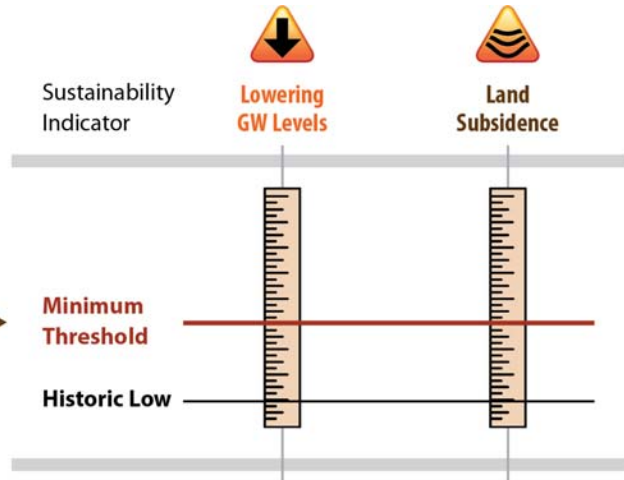 Sustainability
Indicator
Lowering
GW Levels
Land
Subsidence
Minimum
Threshold
Historic Low